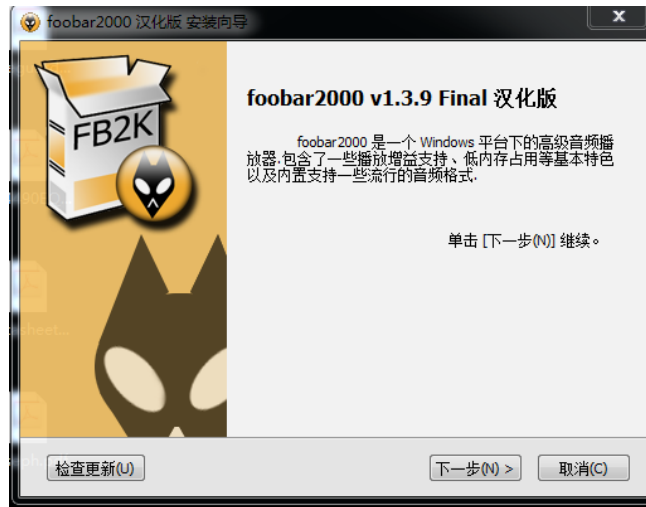 foobar2000 汉化版 安装向导
FB2K
foobar2000 v1.3.9 Final 汉化版
foobar2000 是一个 Windows 平台下的高级音频播
放器.包含了一些播放增益支持、低内存占用等基本特色
以及内置支持一些流行的音频格式.
单击 [下一步(N)] 继续。
检查更新(U)
下一步(N) >
取消(C)